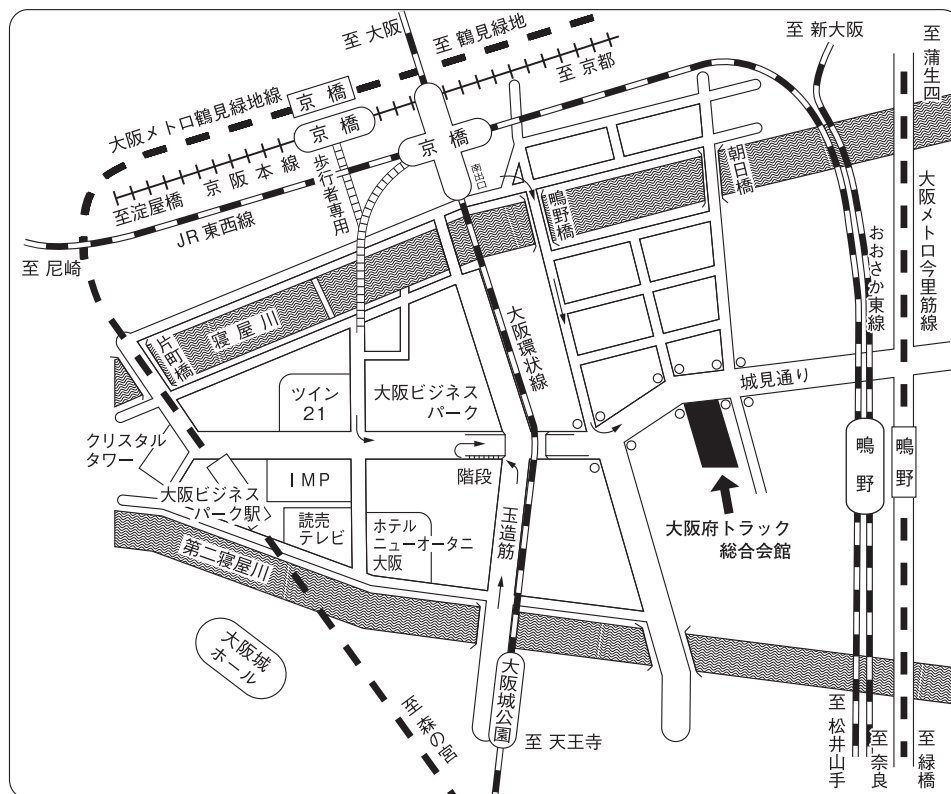 至 大阪
至 鶴見緑地
至 京都
至 新大阪
至 蒲生四
大阪メトロ鶴見緑地線
京橋
京橋
京橋
京阪本線
至淀屋橋
歩行者専用
JR東西線
至 尼崎
南出口
鴫野橋
朝日橋
おおさか東線
大阪メトロ今里筋線
寝屋川
片町橋
大阪環状線
城見通り
ツイン
21
大阪ビジネス
パーク
クリスタル
タワー
階段
IMP
大阪ビジネス
パーク駅
読売
テレビ
ホテル
ニューオータニ
大阪
玉造筋
大阪府トラック
総合会館
鴫野
鴫野
第二寝屋川
大阪城
ホール
大阪城公園
至 森の宮
至 天王寺
至 松井山手
至 奈良
至 緑橋